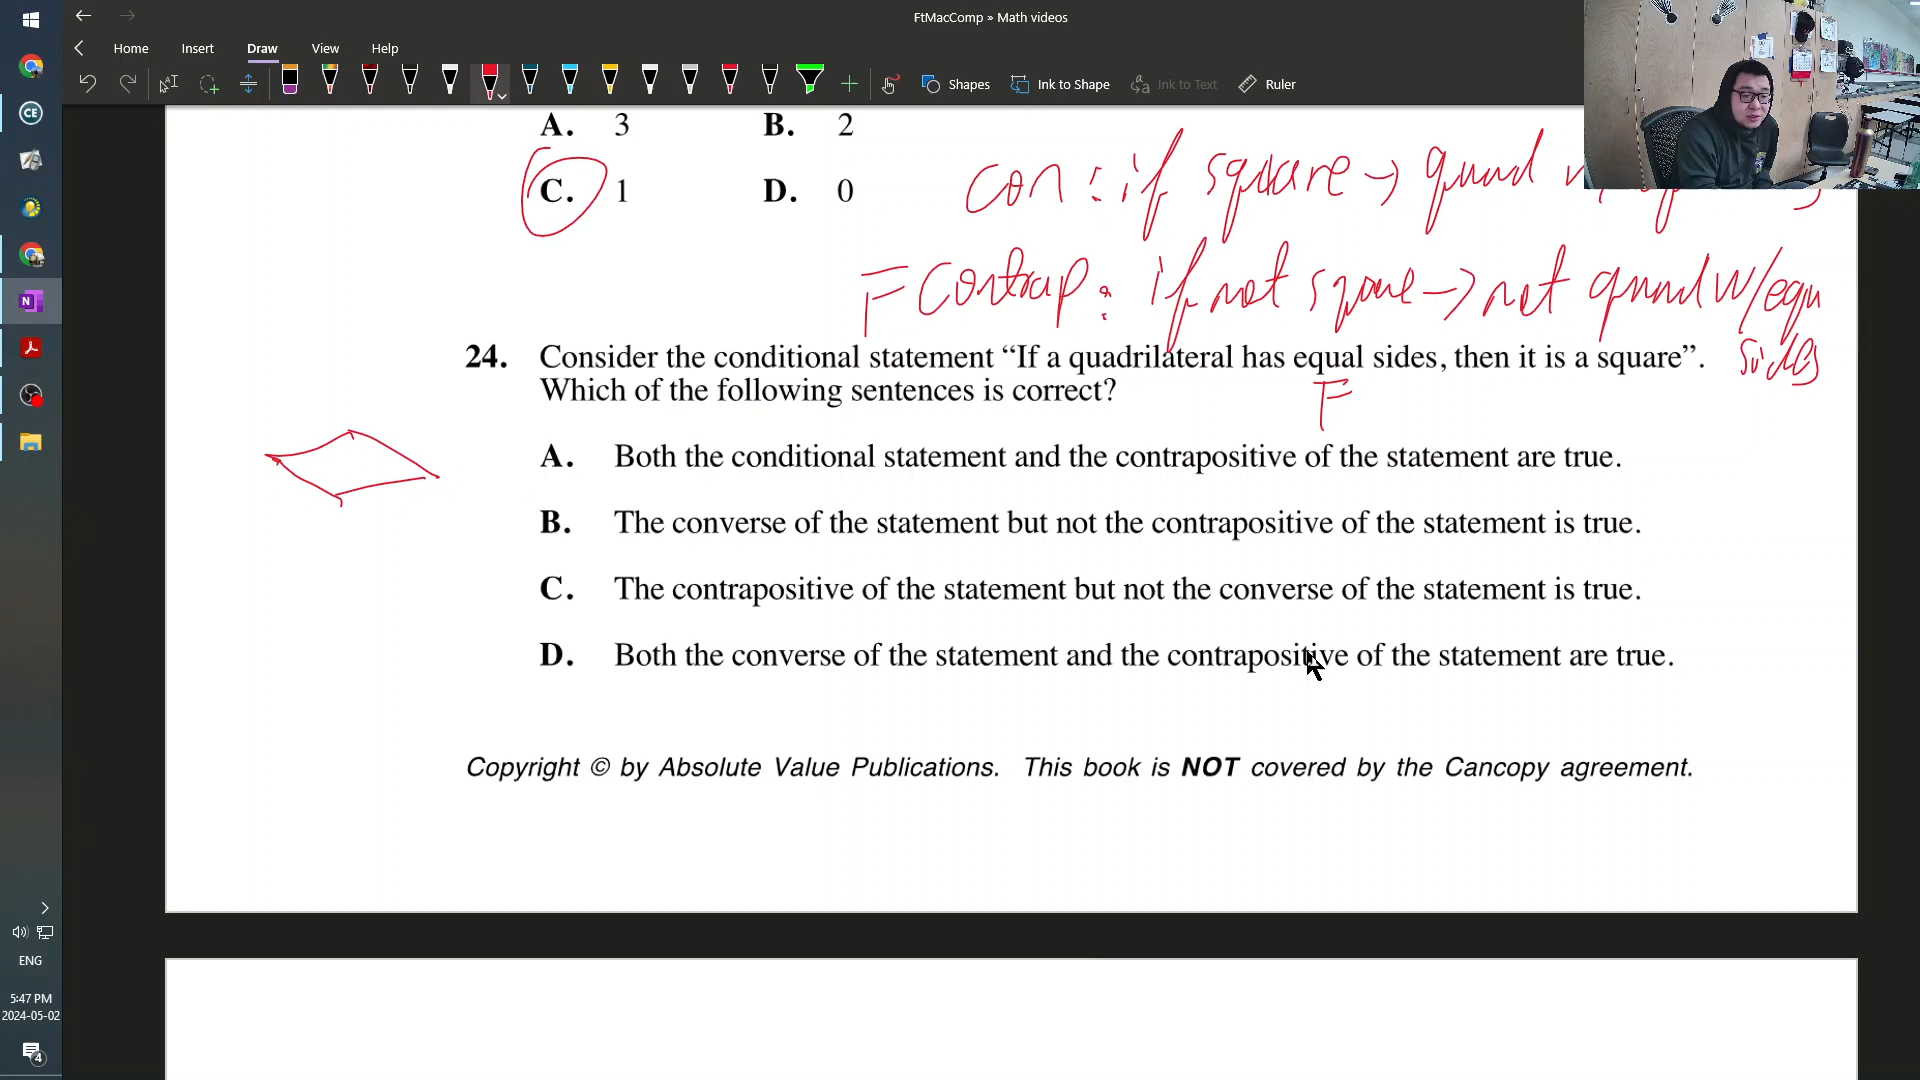 FtMacComp » Math videos
Home Insert Draw View Help
Shapes Ink to Shape Ink to Text Ruler
A. 3 B. 2
C. 1 D. 0
con : if square → quad
F Contrap : if not square → not quad w/equ
sides
24. Consider the conditional statement “If a quadrilateral has equal sides, then it is a square”.
Which of the following sentences is correct?
F
A. Both the conditional statement and the contrapositive of the statement are true.
B. The converse of the statement but not the contrapositive of the statement is true.
C. The contrapositive of the statement but not the converse of the statement is true.
D. Both the converse of the statement and the contrapositive of the statement are true.
Copyright © by Absolute Value Publications. This book is NOT covered by the Cancopy agreement.
CE
N
ENG
5:47 PM
2024-05-02
4